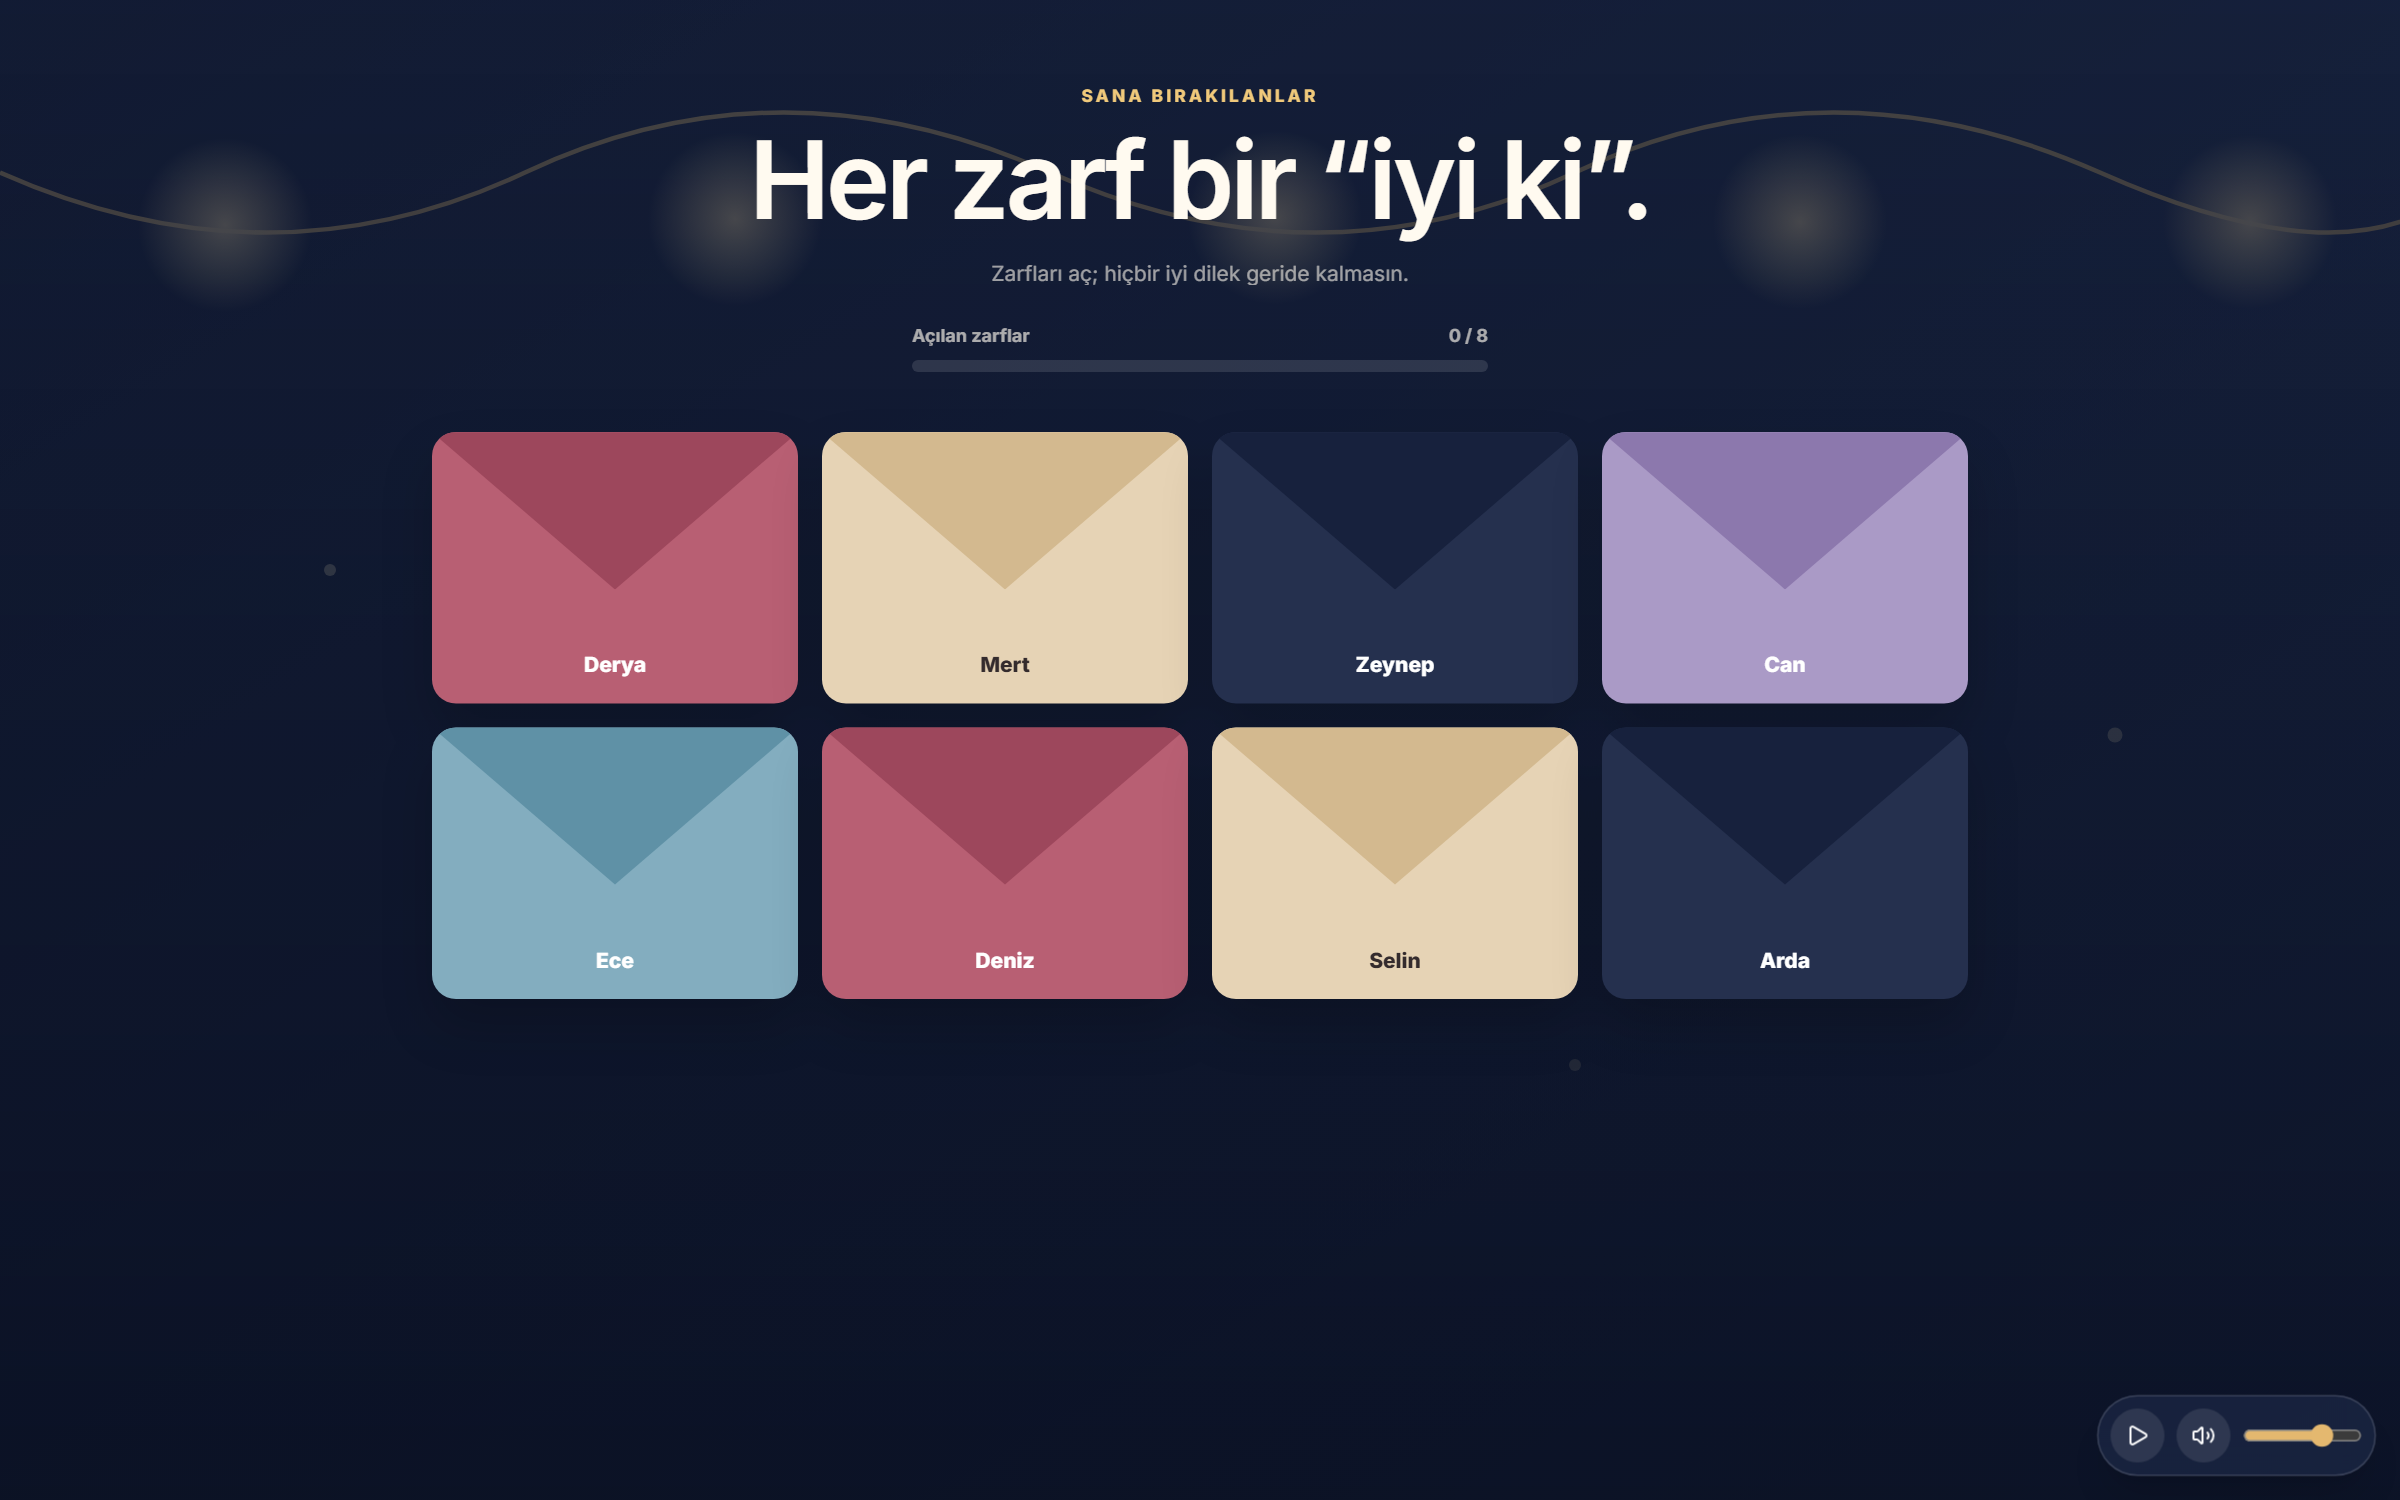 SANA BIRAKILANLAR
Her zarf bir “iyi ki”.
Zarfları aç; hiçbir iyi dilek geride kalmasın.
Açılan zarflar 0 / 8
Derya Mert Zeynep Can
Ece Deniz Selin Arda